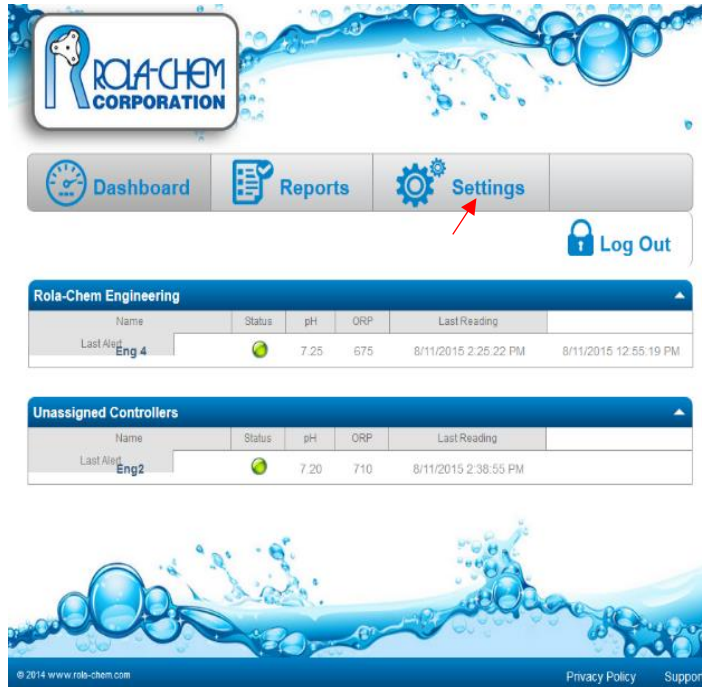 ROLA-CHEM
CORPORATION
Dashboard Reports Settings
Log Out
Rola-Chem Engineering
Name Status pH ORP Last Reading
Last Alert
Eng 4 7.25 675 8/11/2015 2:25:22 PM 8/11/2015 12:55:19 PM
Unassigned Controllers
Name Status pH ORP Last Reading
Last Alert
Eng2 7.20 710 8/11/2015 2:38:55 PM
© 2014 www.rola-chem.com Privacy Policy Suppor